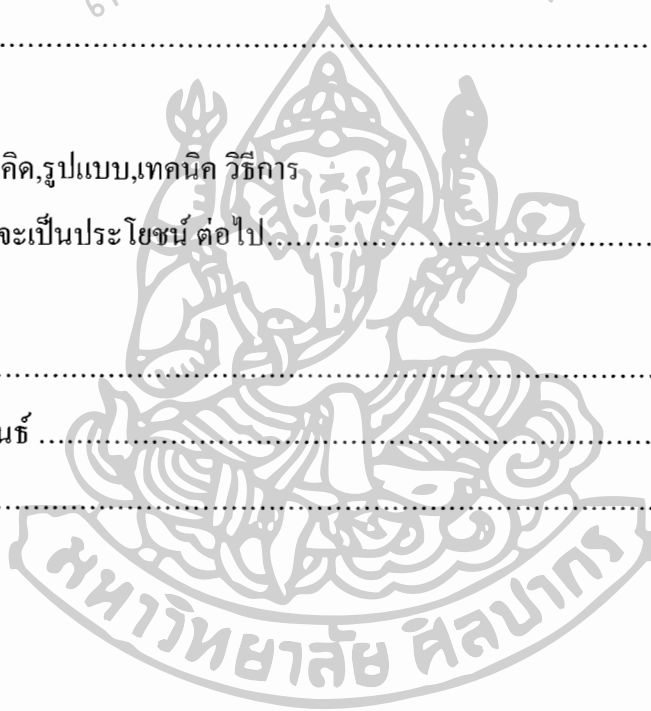 ................................................................
คิด,รูปแบบ,เทคนิค วิธีการ
จะเป็นประโยชน์ ต่อไป................................................
................................................................
นธ์ ................................................................
................................................................
มหาวิทยาลัย ศิลปากร